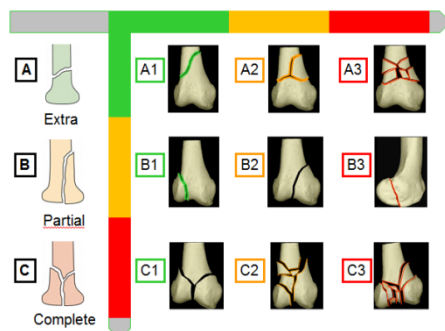 A
A1
A2
A3
Extra
B
B1
B2
B3
Partial
C
C1
C2
C3
Complete